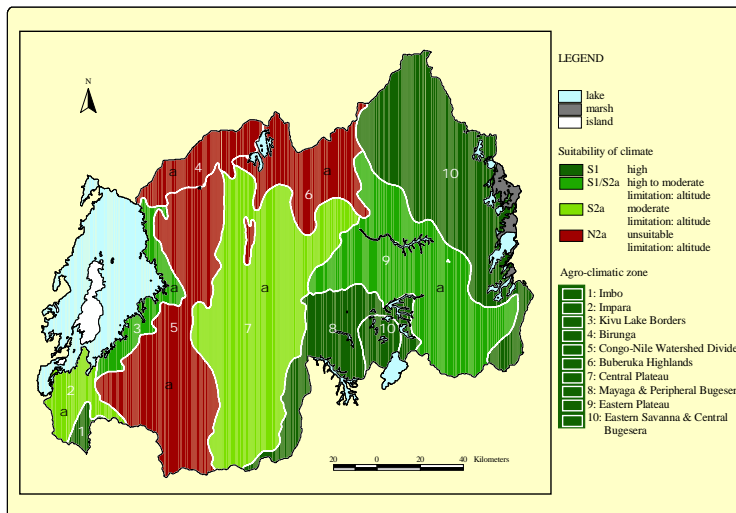 N
a
4
a
6
10
a
9
a
a
3
5
7
8
10
a
2
a
1
20
0
20
40
Kilometers
LEGEND
lake
marsh
island
Suitability of climate
S1 high
S1/S2a high to moderate
limitation: altitude
S2a moderate
limitation: altitude
N2a unsuitable
limitation: altitude
Agro-climatic zone
1: Imbo
2: Impara
3: Kivu Lake Borders
4: Birunga
5: Congo-Nile Watershed Divide
6: Buberuka Highlands
7: Central Plateau
8: Mayaga & Peripheral Bugesera
9: Eastern Plateau
10: Eastern Savanna & Central
Bugesera